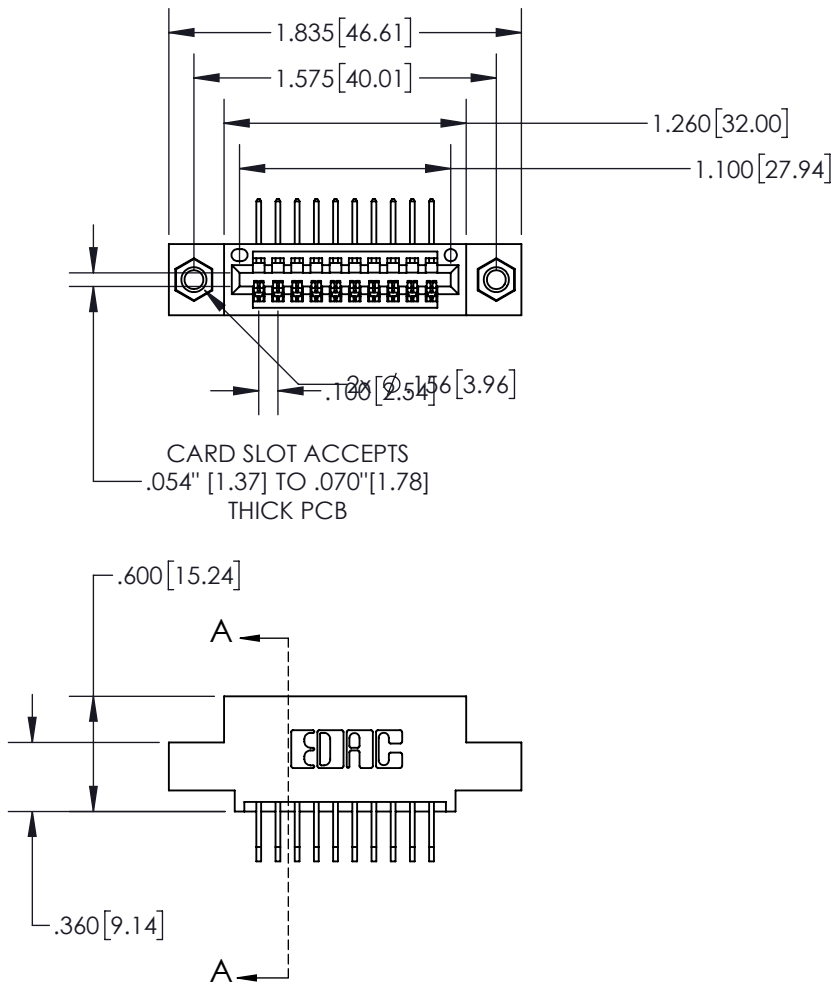 1.835[46.61]
1.575[40.01]
1.260[32.00]
1.100[27.94]
2x ⌀ .156 [3.96]
.100[2.54]
CARD SLOT ACCEPTS
.054" [1.37] TO .070"[1.78]
THICK PCB
.600[15.24]
A
EDAC
.360[9.14]
A